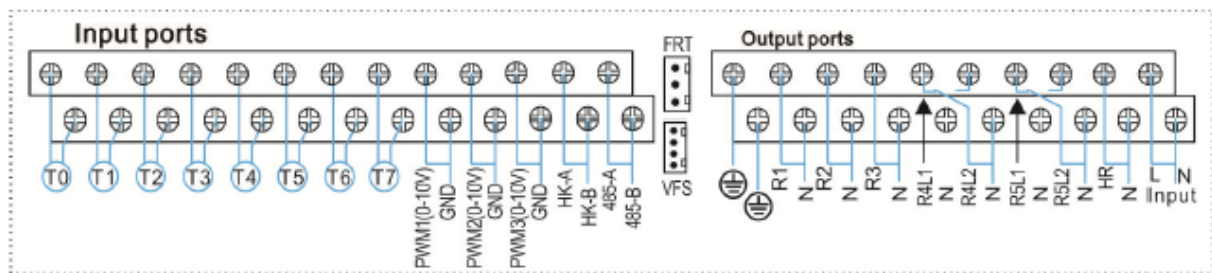 Input ports
FRT
Output ports
T0
T1
T2
T3
T4
T5
T6
T7
PWM1(0-10V)
GND
PWM2(0-10V)
GND
PWM3(0-10V)
GND
HK-A
HK-B
485-A
485-B
VFS
R1
N
R2
N
R3
N
R4L1
N
R4L2
N
R5L1
N
R5L2
N
HR
N
L N
Input